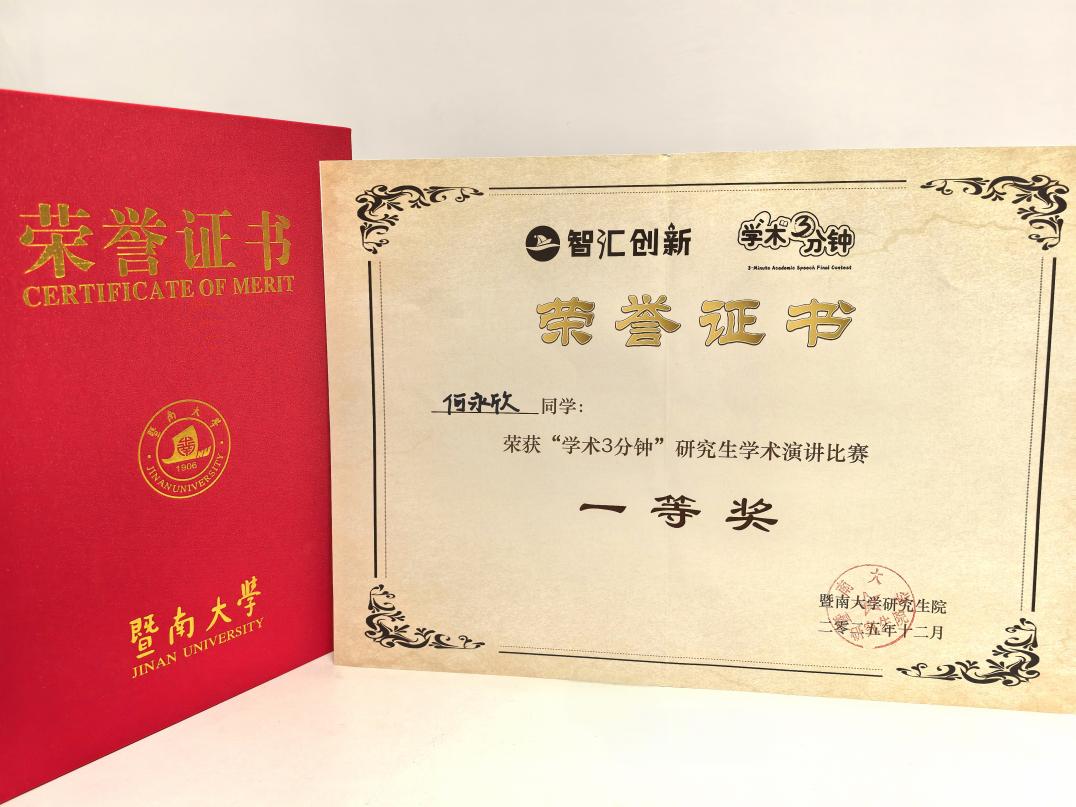 荣誉证书
CERTIFICATE OF MERIT
暨南大学
JINAN UNIVERSITY
1906
暨南大学
JINAN UNIVERSITY
智汇创新
学术3分钟
3-Minute Academic Speech Final Contest
荣誉证书
何永欣 同学：
荣获“学术3分钟”研究生学术演讲比赛
一等奖
暨南大学研究生院
二零二五年十二月